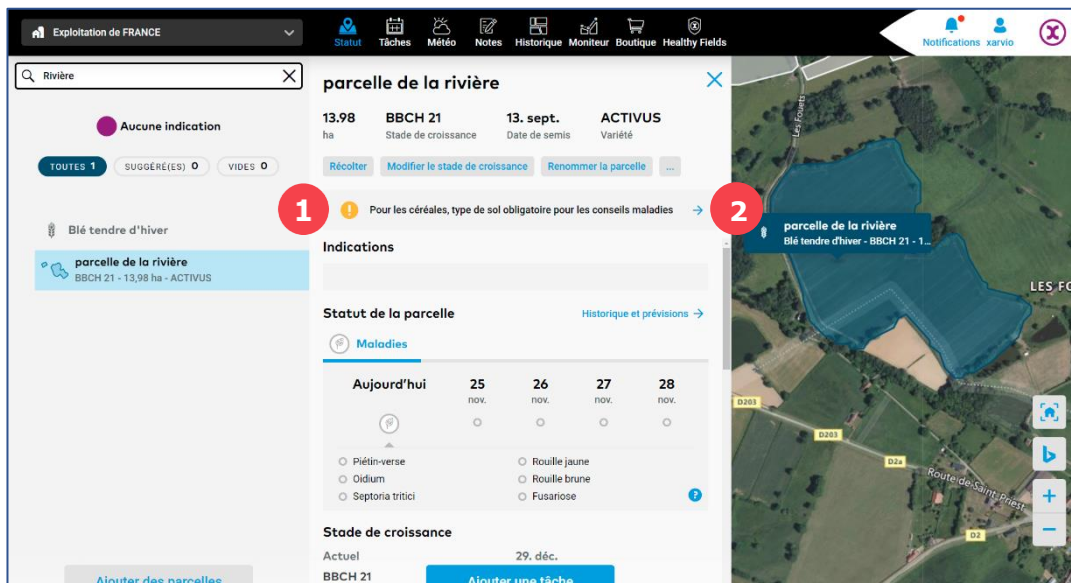 Exploitation de FRANCE
Statut
Tâches
Météo
Notes
Historique
Moniteur
Boutique
Healthy Fields
Notifications
xarvio
Rivière
Aucune indication
TOUTES 1
SUGGÉRÉ(ES) 0
VIDES 0
Blé tendre d'hiver
parcelle de la rivière
BBCH 21 - 13,98 ha - ACTIVUS
Ajouter des parcelles
parcelle de la rivière
13.98 BBCH 21 13. sept. ACTIVUS
ha Stade de croissance Date de semis Variété
Récolter
Modifier le stade de croissance
Renommer la parcelle
...
1
Pour les céréales, type de sol obligatoire pour les conseils maladies
2
Indications
Statut de la parcelle
Historique et prévisions
Maladies
Aujourd'hui 25 26 27 28
nov. nov. nov. nov.
Piétin-verse Rouille jaune
Oidium Rouille brune
Septoria tritici Fusariose
?
Stade de croissance
Actuel 29. déc.
BBCH 21
Ajouter une tâche
Les Fouets
parcelle de la rivière
Blé tendre d'hiver - BBCH 21 - 1...
LES FO
D203
D203
D2a
Route de Saint-Priest
D2